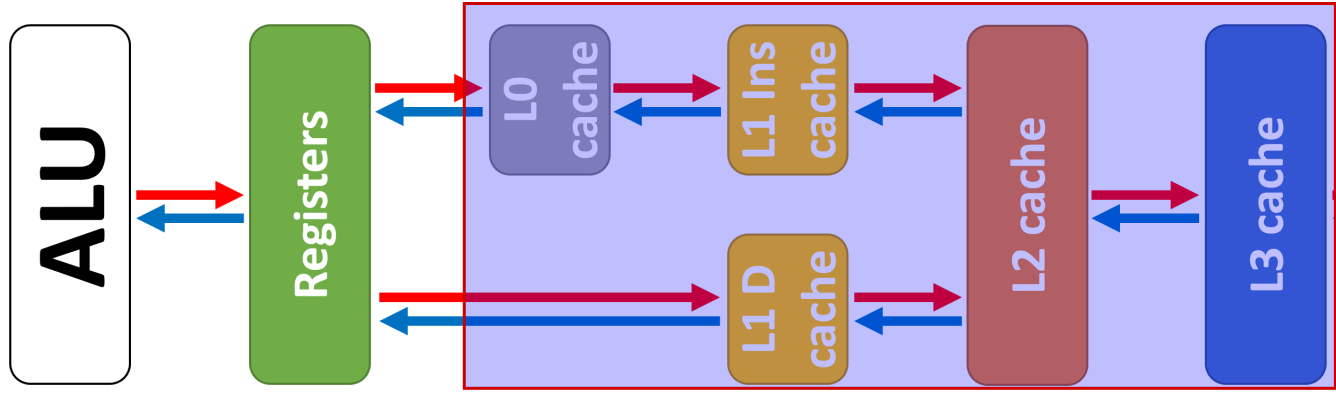 ALU
Registers
L0
cache
L1 Ins
cache
L1 D
cache
L2 cache
L3 cache